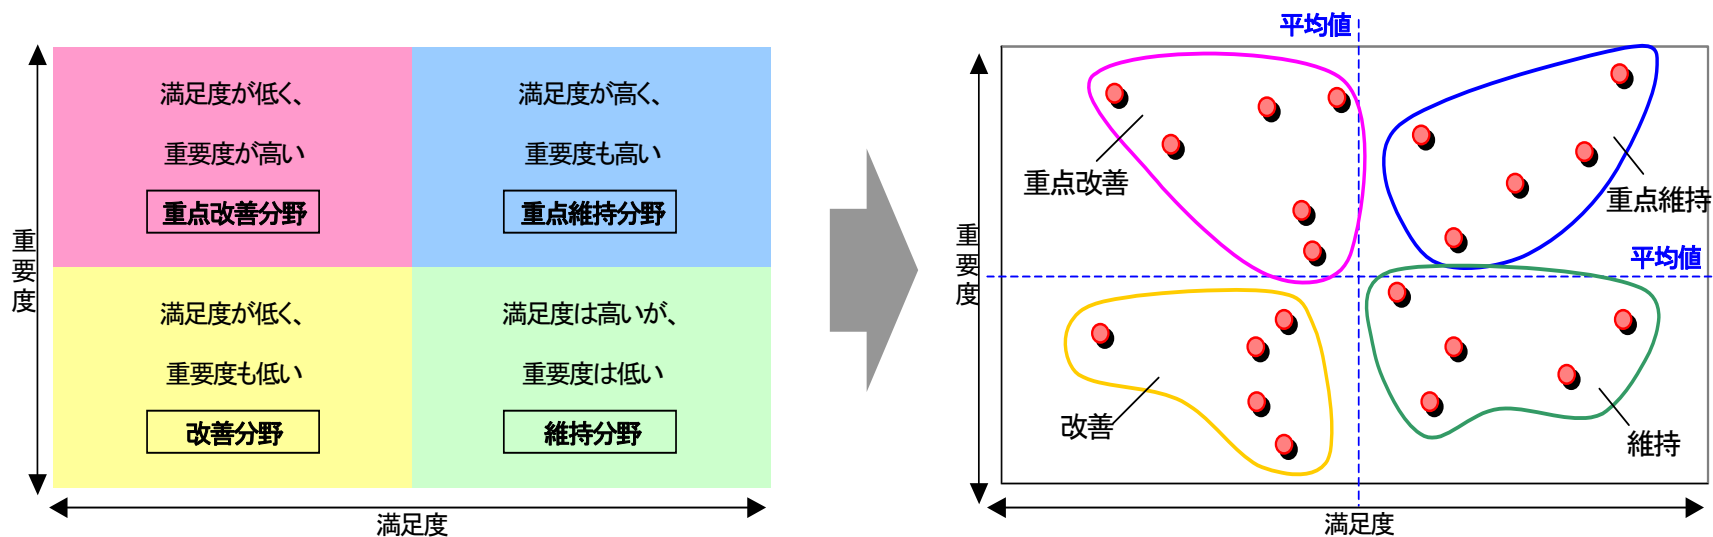 満足度が低く、
重要度が高い
重点改善分野
満足度が高く、
重要度も高い
重点維持分野
重要度
満足度が低く、
重要度も低い
改善分野
満足度は高いが、
重要度は低い
維持分野
満足度
平均値
重点改善
重点維持
平均値
重要度
改善
維持
満足度